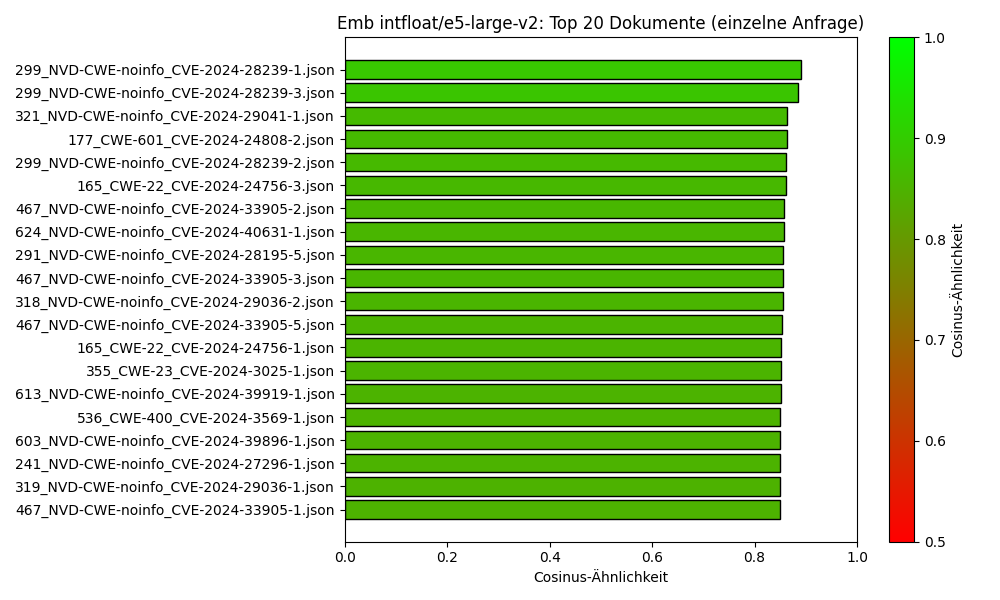 Emb intfloat/e5-large-v2: Top 20 Dokumente (einzelne Anfrage)
299_NVD-CWE-noinfo_CVE-2024-28239-1.json
299_NVD-CWE-noinfo_CVE-2024-28239-3.json
321_NVD-CWE-noinfo_CVE-2024-29041-1.json
177_CWE-601_CVE-2024-24808-2.json
299_NVD-CWE-noinfo_CVE-2024-28239-2.json
165_CWE-22_CVE-2024-24756-3.json
467_NVD-CWE-noinfo_CVE-2024-33905-2.json
624_NVD-CWE-noinfo_CVE-2024-40631-1.json
291_NVD-CWE-noinfo_CVE-2024-28195-5.json
467_NVD-CWE-noinfo_CVE-2024-33905-3.json
318_NVD-CWE-noinfo_CVE-2024-29036-2.json
467_NVD-CWE-noinfo_CVE-2024-33905-5.json
165_CWE-22_CVE-2024-24756-1.json
355_CWE-23_CVE-2024-3025-1.json
613_NVD-CWE-noinfo_CVE-2024-39919-1.json
536_CWE-400_CVE-2024-3569-1.json
603_NVD-CWE-noinfo_CVE-2024-39896-1.json
241_NVD-CWE-noinfo_CVE-2024-27296-1.json
319_NVD-CWE-noinfo_CVE-2024-29036-1.json
467_NVD-CWE-noinfo_CVE-2024-33905-1.json
0.0 0.2 0.4 0.6 0.8 1.0
Cosinus-Ähnlichkeit
1.0
0.9
0.8
0.7
0.6
0.5
Cosinus-Ähnlichkeit